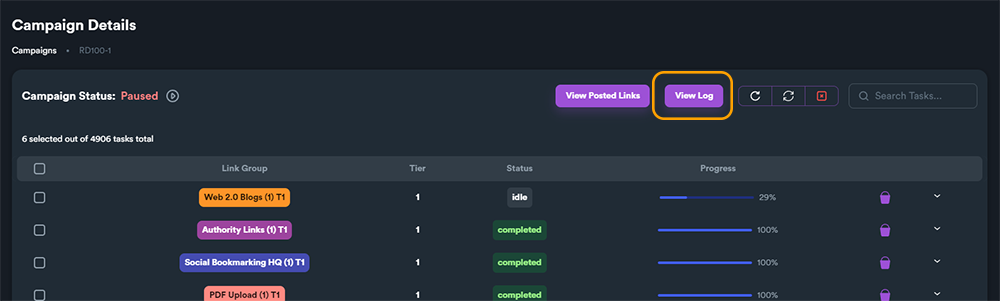 Campaign Details
Campaigns • RD100-1
Campaign Status: Paused View Posted Links View Log Search Tasks...
6 selected out of 4906 tasks total
Link Group Tier Status Progress
Web 2.0 Blogs (1) T1 1 idle 29%
Authority Links (1) T1 1 completed 100%
Social Bookmarking HQ (1) T1 1 completed 100%
PDF Upload (1) T1 1 completed 100%